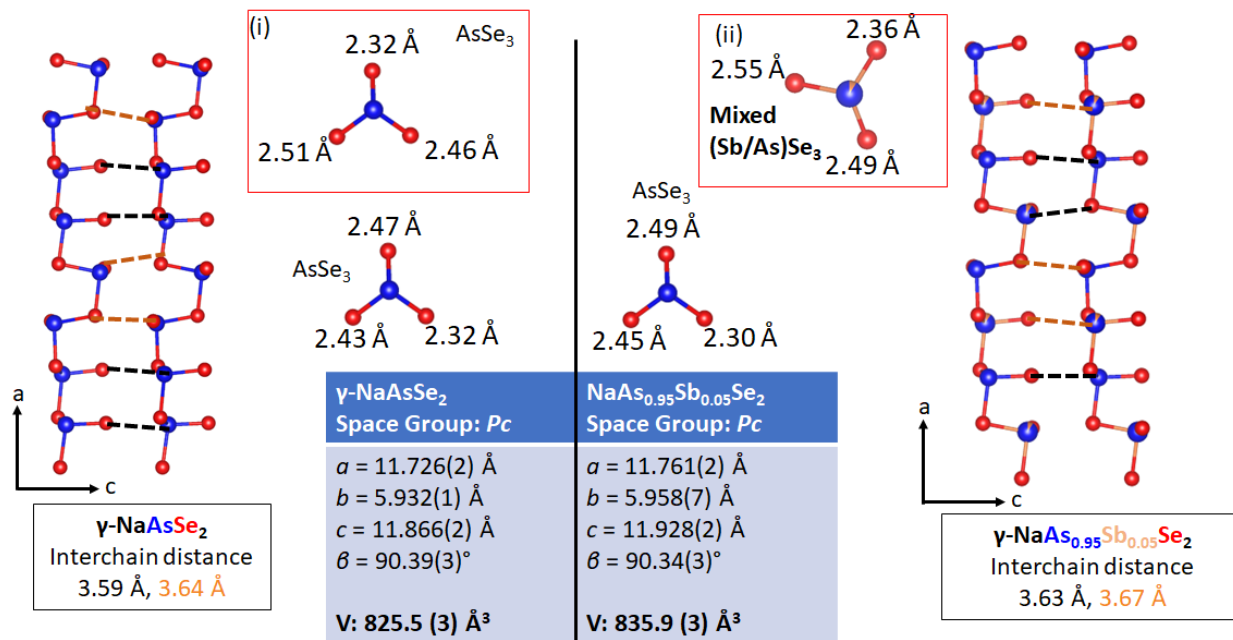 (i)
AsSe₃
2.32 Å
2.51 Å
2.46 Å
2.47 Å
AsSe₃
2.43 Å
2.32 Å
(ii)
2.36 Å
2.55 Å
Mixed
(Sb/As)Se₃
2.49 Å
AsSe₃
2.49 Å
2.45 Å
2.30 Å
a
c
γ-NaAsSe₂
Interchain distance
3.59 Å, 3.64 Å
γ-NaAsSe₂
Space Group: Pc
a = 11.726(2) Å
b = 5.932(1) Å
c = 11.866(2) Å
β = 90.39(3)°
V: 825.5 (3) Å³
NaAs₀.₉₅Sb₀.₀₅Se₂
Space Group: Pc
a = 11.761(2) Å
b = 5.958(7) Å
c = 11.928(2) Å
β = 90.34(3)°
V: 835.9 (3) Å³
a
c
γ-NaAs₀.₉₅Sb₀.₀₅Se₂
Interchain distance
3.63 Å, 3.67 Å